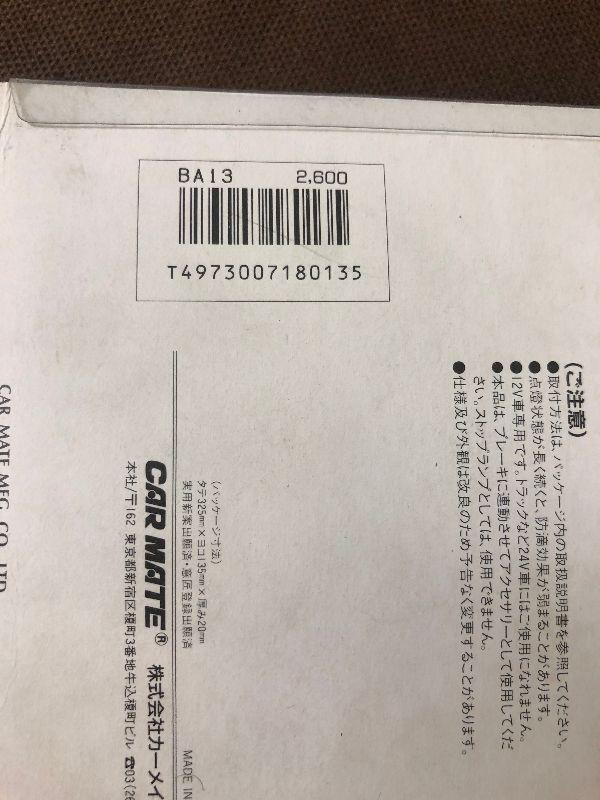 BA13 2,600
T4973007180135
(ご注意)
●取付方法は、パッケージ内の取扱説明書を参照してください。
●点燈状態が長く続くと、防滴効果が弱まることがあります。
●12V車専用です。トラックなど24V車にはご使用になれません。
●本品は、ブレーキに連動させてアクセサリーとして使用してくだ
さい。ストップランプとしては、使用できません。
●仕様及び外観は改良のため予告なく変更することがあります。
(パッケージ寸法)
タテ325mm×ヨコ135mm×厚み20mm
実用新案出願済・意匠登録出願済
MADE IN
CAR MATE® 株式会社カーメイ
本社/〒162 東京都新宿区榎町3番地牛込榎町ビル ☎03(26
CAR MATE MFG. CO., LTD.